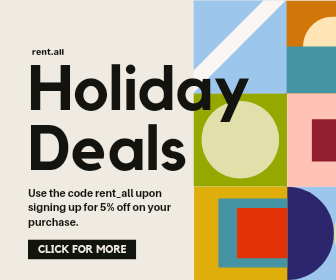 rent.all
Holiday
Deals
Use the code rent_all upon
signing up for 5% off on your
purchase.
CLICK FOR MORE